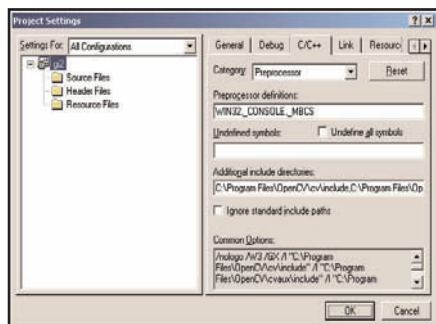 Project Settings
Settings For: All Configurations
Source Files
Header Files
Resource Files
General Debug C/C++ Link
Category: Preprocessor Reset
Preprocessor definitions:
WIN32,_CONSOLE,_MBCS
Undefined symbols: Undefine all symbols
Additional include directories:
C:\Program Files\OpenCV\cv\include,C:\Program Files\Op
Ignore standard include paths
Common Options:
/nologo /W3 /GX /I "C:\Program
Files\OpenCV\cv\include" /I "C:\Program
Files\OpenCV\cvaux\include" /I "C:\Program
OK Cancel